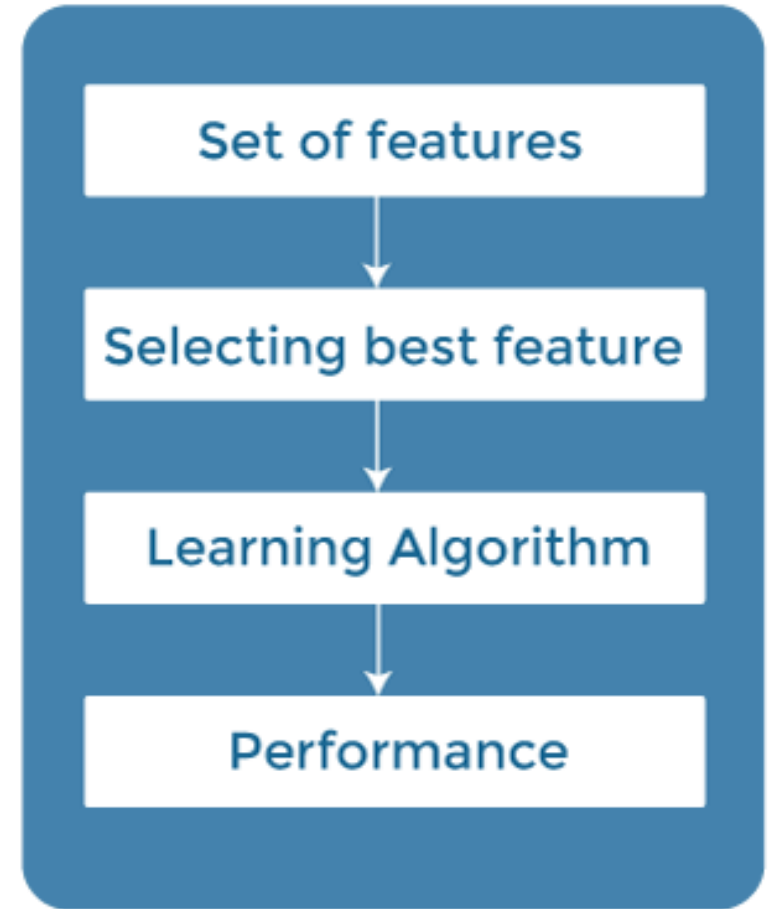 Set of features
Selecting best feature
Learning Algorithm
Performance